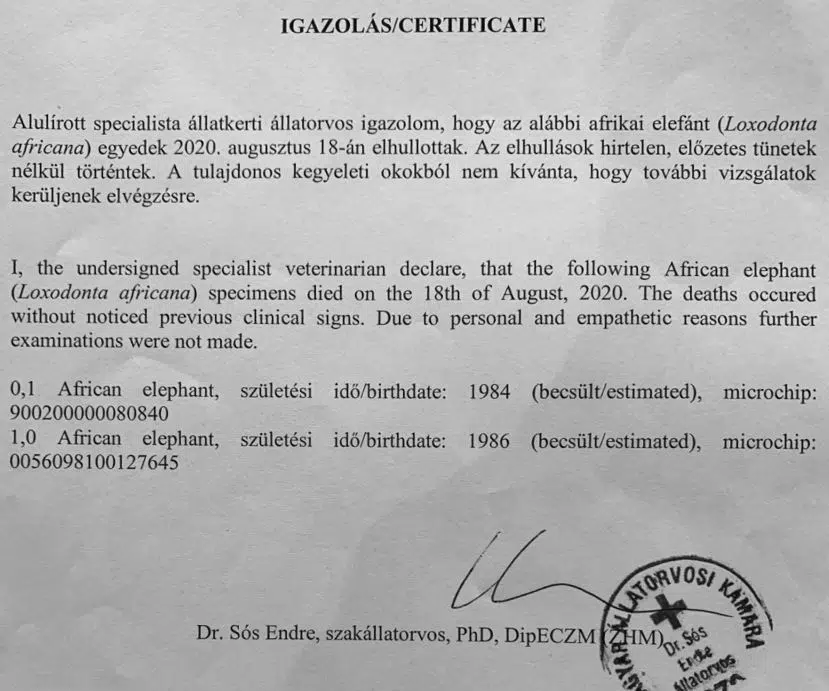 IGAZOLÁS/CERTIFICATE
Alulírott specialista állatkerti állatorvos igazolom, hogy az alábbi afrikai elefánt (Loxodonta
africana) egyedek 2020. augusztus 18-án elhullottak. Az elhullások hirtelen, előzetes tünetek
nélkül történtek. A tulajdonos kegyeleti okokból nem kívánta, hogy további vizsgálatok
kerüljenek elvégzésre.
I, the undersigned specialist veterinarian declare, that the following African elephant
(Loxodonta africana) specimens died on the 18th of August, 2020. The deaths occured
without noticed previous clinical signs. Due to personal and empathetic reasons further
examinations were not made.
0,1 African elephant, születési idő/birthdate: 1984 (becsült/estimated), microchip:
900200000080840
1,0 African elephant, születési idő/birthdate: 1986 (becsült/estimated), microchip:
0056098100127645
Dr. Sós Endre, szakállatorvos, PhD, DipECZM (ZHM)
MAGYAR ÁLLATORVOSI KAMARA
Dr. Sós
Endre
állatorvos